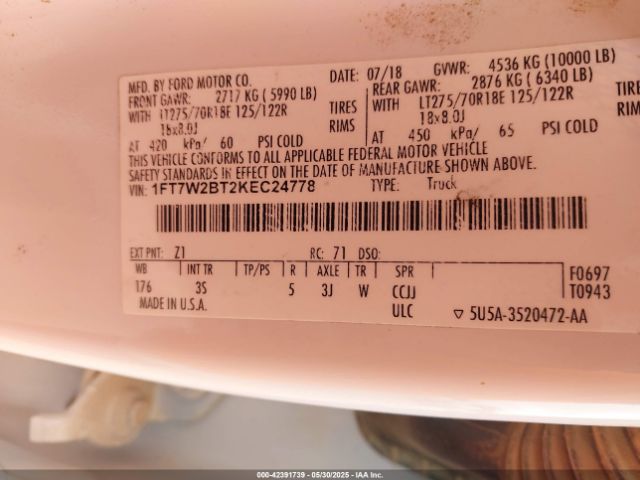 MFD. BY FORD MOTOR CO. DATE: 07/18 GVWR: 4536 KG (10000 LB)
FRONT GAWR: 2717 KG (5990 LB) REAR GAWR: 2876 KG (6340 LB)
WITH LT275/70R18E 125/122R TIRES WITH LT275/70R18E 125/122R TIRES
18x8.0J RIMS 18x8.0J RIMS
AT 420 kPa/ 60 PSI COLD AT 450 kPa/ 65 PSI COLD
THIS VEHICLE CONFORMS TO ALL APPLICABLE FEDERAL MOTOR VEHICLE
SAFETY STANDARDS IN EFFECT ON THE DATE OF MANUFACTURE SHOWN ABOVE.
VIN: 1FT7W2BT2KEC24778 TYPE: Truck
EXT PNT: Z1 RC: 71 DSO:
WB INT TR TP/PS R AXLE TR SPR F0697
176 3S 5 3J W CCJJ T0943
MADE IN U.S.A. ULC ▽ 5U5A-3520472-AA
000-42391739 | 05/30/2025 - IAA Inc.